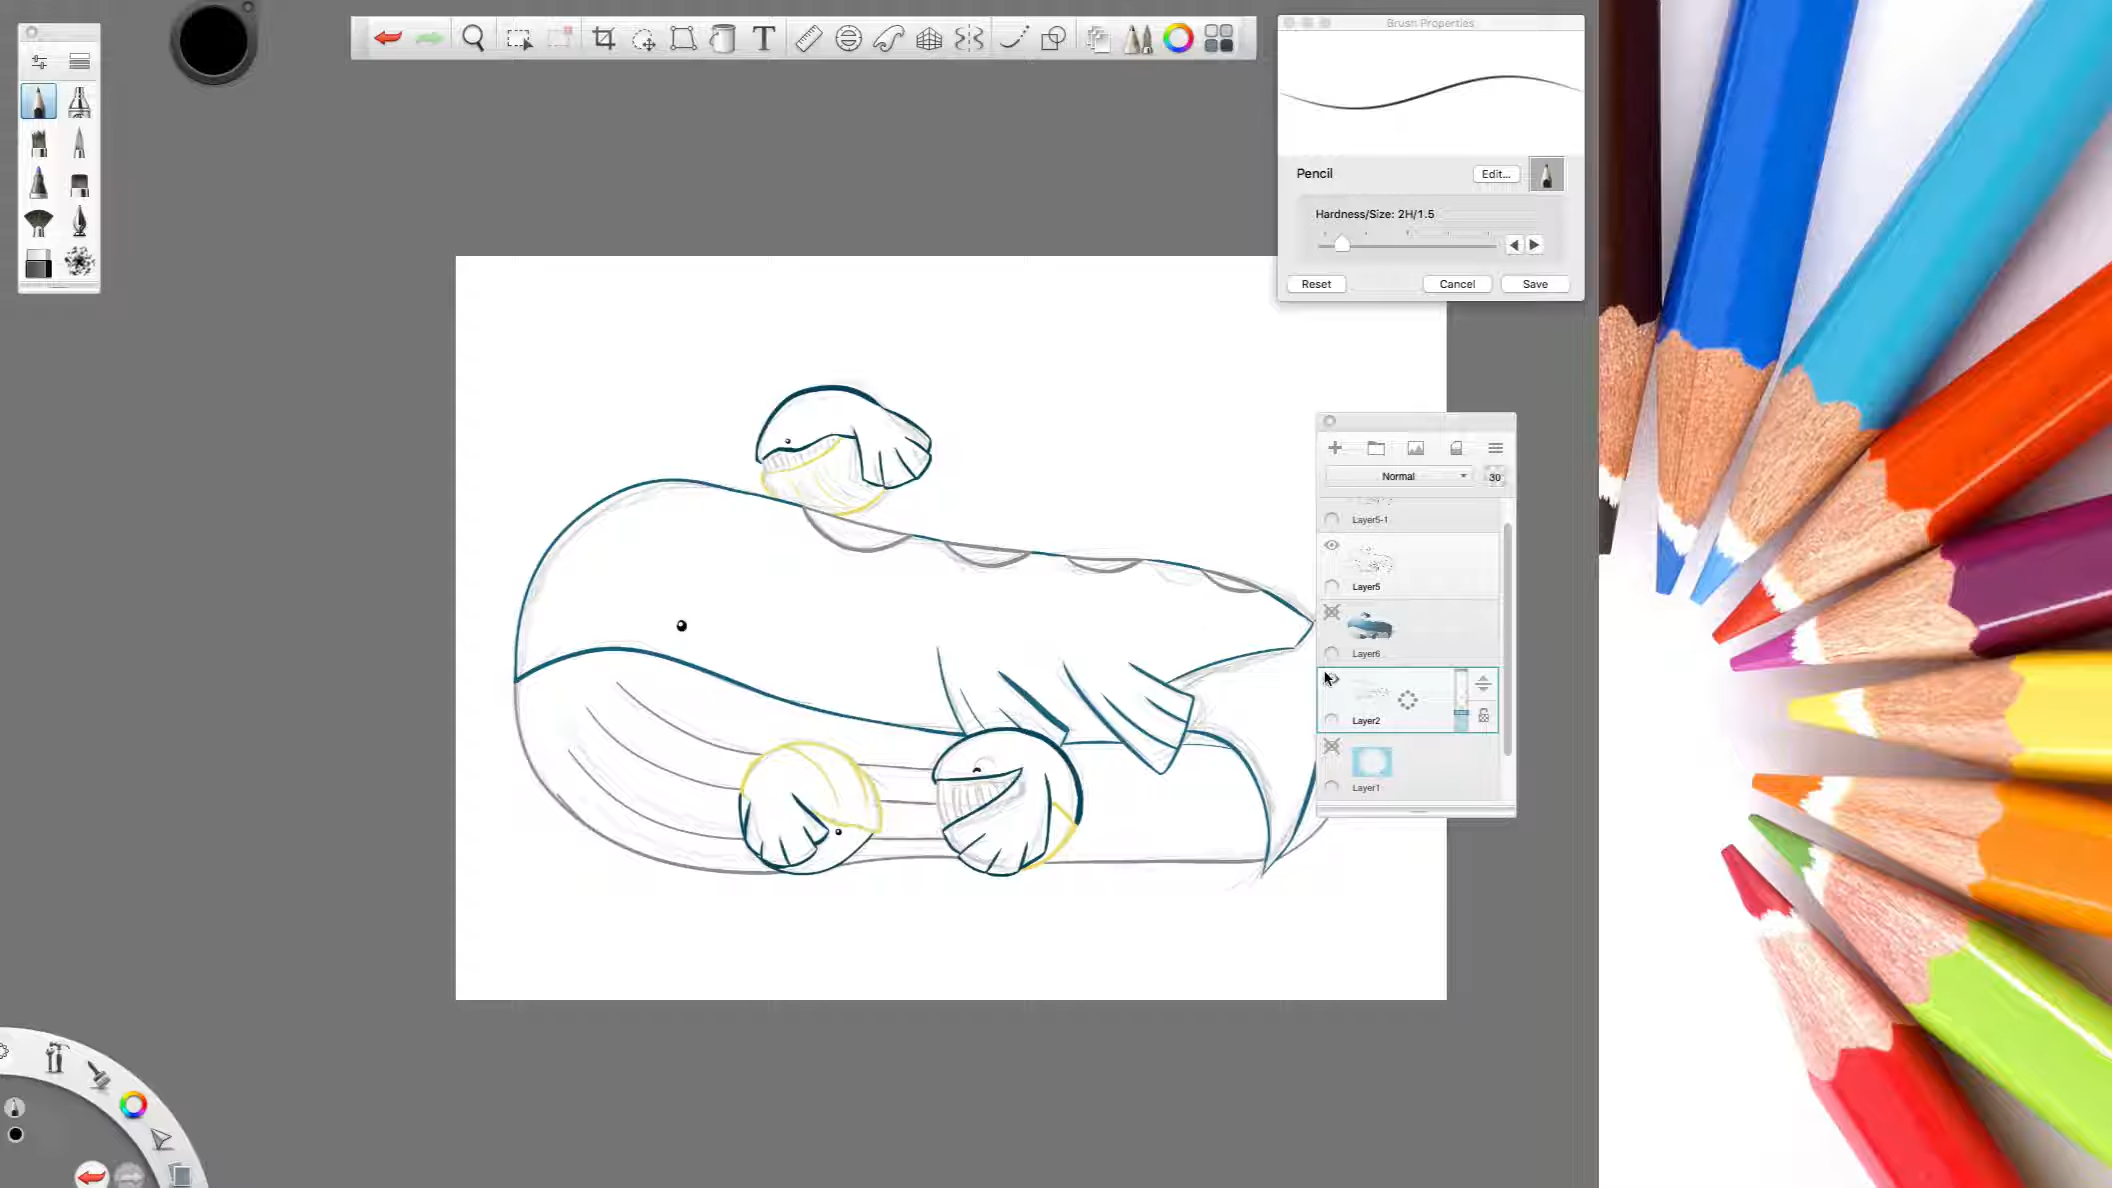 Brush Properties
T
Pencil
Edit...
Hardness/Size: 2H/1.5
Reset
Cancel
Save
Normal
30
Layer5-1
Layer5
Layer6
Layer2
Layer1